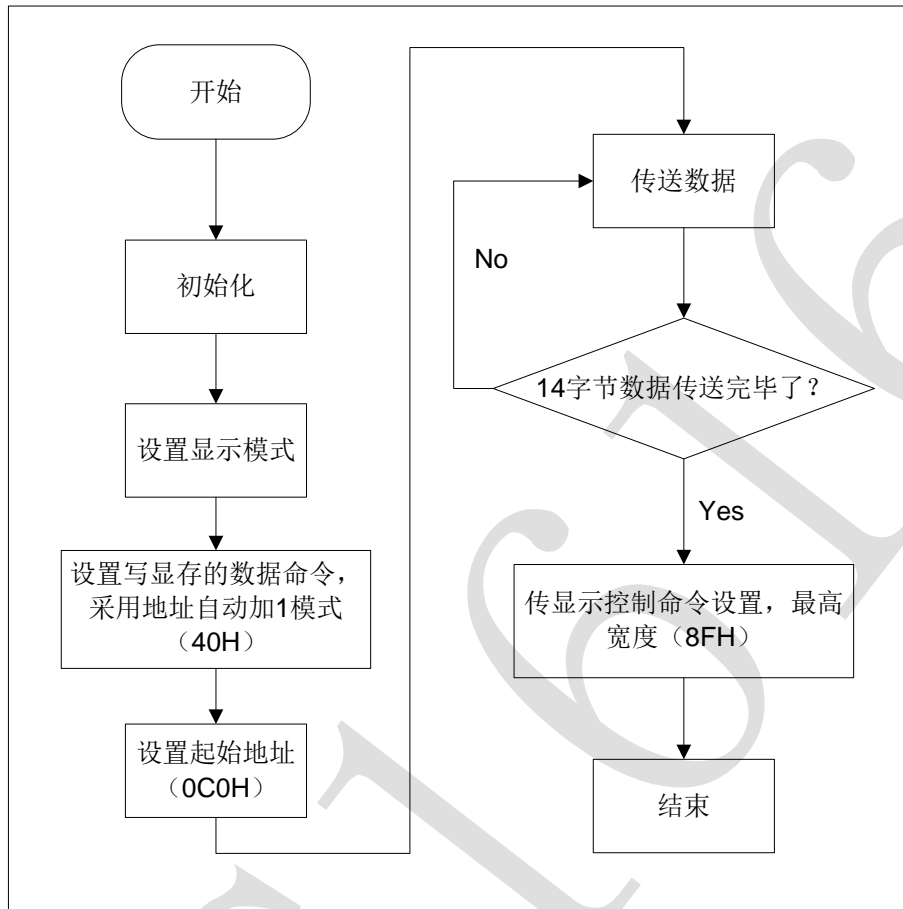 开始
初始化
设置显示模式
设置写显存的数据命令，
采用地址自动加1模式
（40H）
设置起始地址
（0C0H）
传送数据
No
14字节数据传送完毕了？
Yes
传显示控制命令设置，最高
宽度（8FH）
结束